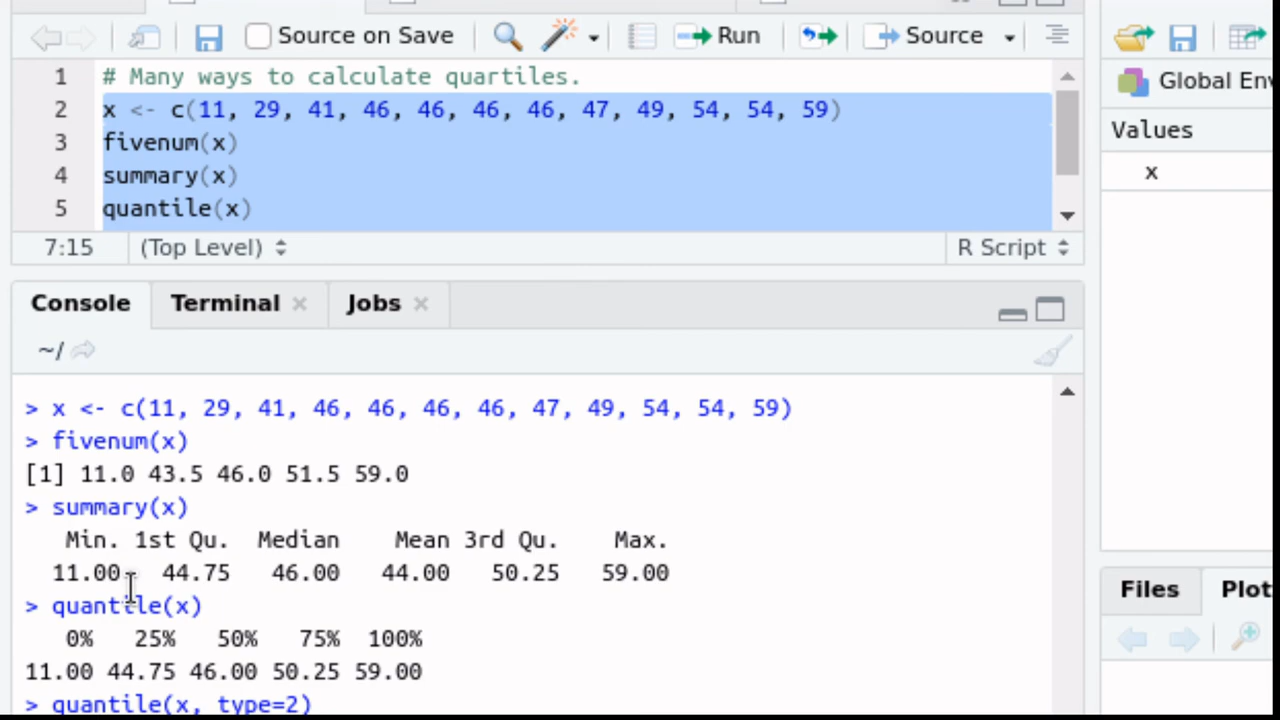 Source on Save Run Source
1 # Many ways to calculate quartiles.
2 x <- c(11, 29, 41, 46, 46, 46, 46, 47, 49, 54, 54, 59)
3 fivenum(x)
4 summary(x)
5 quantile(x)
7:15 (Top Level) R Script
Console Terminal Jobs
~/
> x <- c(11, 29, 41, 46, 46, 46, 46, 47, 49, 54, 54, 59)
> fivenum(x)
[1] 11.0 43.5 46.0 51.5 59.0
> summary(x)
Min. 1st Qu. Median Mean 3rd Qu. Max.
11.00 44.75 46.00 44.00 50.25 59.00
> quantile(x)
0% 25% 50% 75% 100%
11.00 44.75 46.00 50.25 59.00
> quantile(x, type=2)
Global Env
Values
x
Files Plot